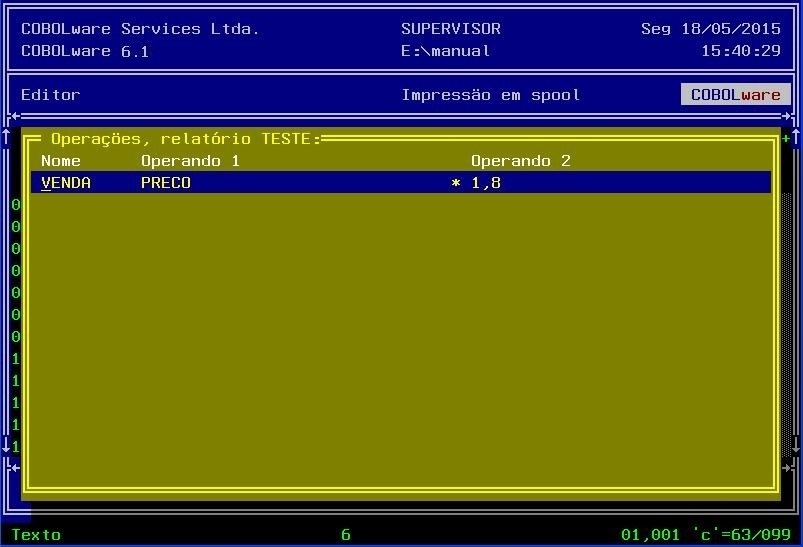 COBOLware Services Ltda. SUPERVISOR Seg 18/05/2015
COBOLware 6.1 E:\manual 15:40:29
Editor Impressäo em spool COBOLware
Operações, relatório TESTE:
Nome Operando 1 Operando 2
VENDA PRECO * 1,8
0
0
0
0
0
0
0
1
1
1
1
1
Texto 6 01,001 'c'=63/099